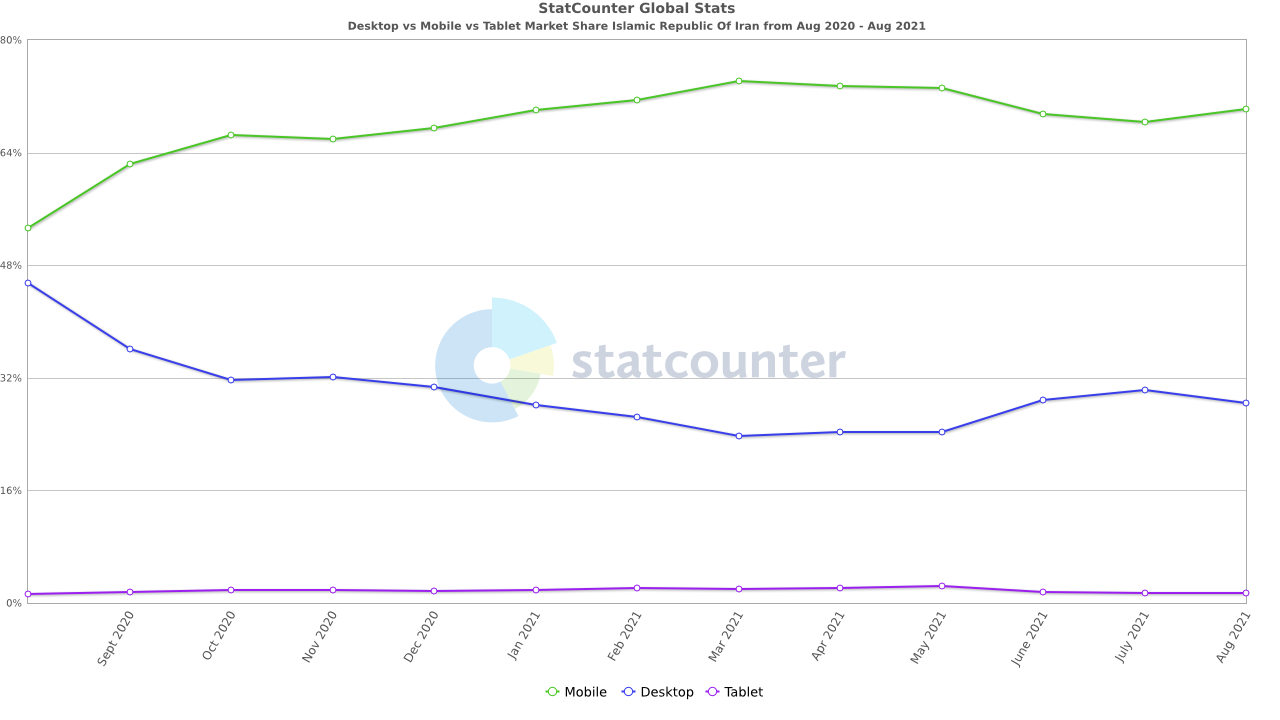 StatCounter Global Stats
Desktop vs Mobile vs Tablet Market Share Islamic Republic Of Iran from Aug 2020 - Aug 2021
80%
64%
48%
32%
16%
0%
statcounter
Sept 2020
Oct 2020
Nov 2020
Dec 2020
Jan 2021
Feb 2021
Mar 2021
Apr 2021
May 2021
June 2021
July 2021
Aug 2021
Mobile Desktop Tablet